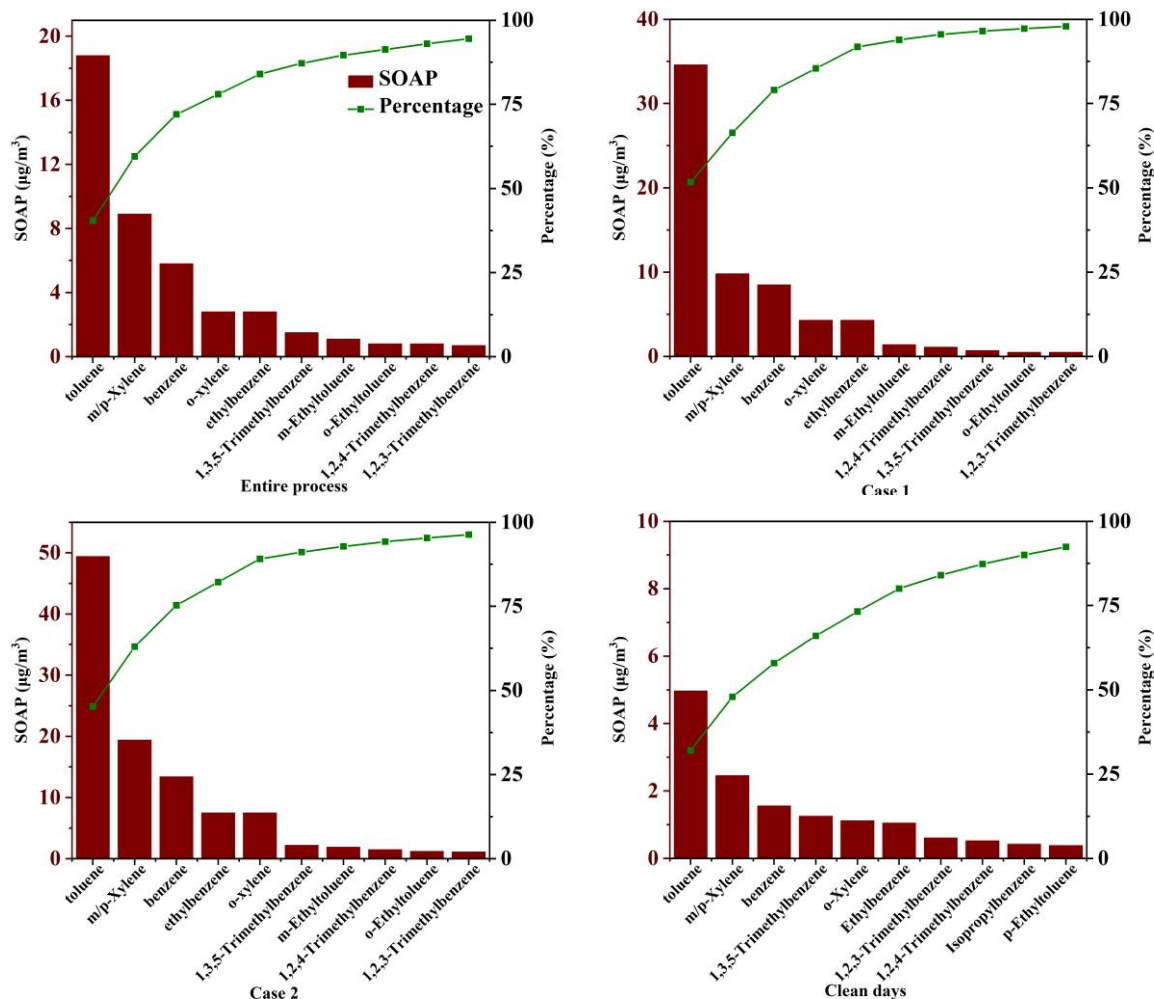 20
16
12
8
4
0
SOAP (μg/m³)
100
75
50
25
0
Percentage (%)
SOAP
Percentage
toluene
m/p-Xylene
benzene
o-xylene
ethylbenzene
1,3,5-Trimethylbenzene
m-Ethyltoluene
o-Ethyltoluene
1,2,4-Trimethylbenzene
1,2,3-Trimethylbenzene
Entire process
40
30
20
10
0
SOAP (μg/m³)
100
75
50
25
0
Percentage (%)
toluene
m/p-Xylene
benzene
o-xylene
ethylbenzene
m-Ethyltoluene
1,2,4-Trimethylbenzene
1,3,5-Trimethylbenzene
o-Ethyltoluene
1,2,3-Trimethylbenzene
Case 1
50
40
30
20
10
0
SOAP (μg/m³)
100
75
50
25
0
Percentage (%)
toluene
m/p-Xylene
benzene
ethylbenzene
o-xylene
1,3,5-Trimethylbenzene
m-Ethyltoluene
1,2,4-Trimethylbenzene
o-Ethyltoluene
1,2,3-Trimethylbenzene
Case 2
10
8
6
4
2
0
SOAP (μg/m³)
100
75
50
25
0
Percentage (%)
toluene
m/p-Xylene
benzene
1,3,5-Trimethylbenzene
o-Xylene
Ethylbenzene
1,2,3-Trimethylbenzene
1,2,4-Trimethylbenzene
Isopropylbenzene
p-Ethyltoluene
Clean days